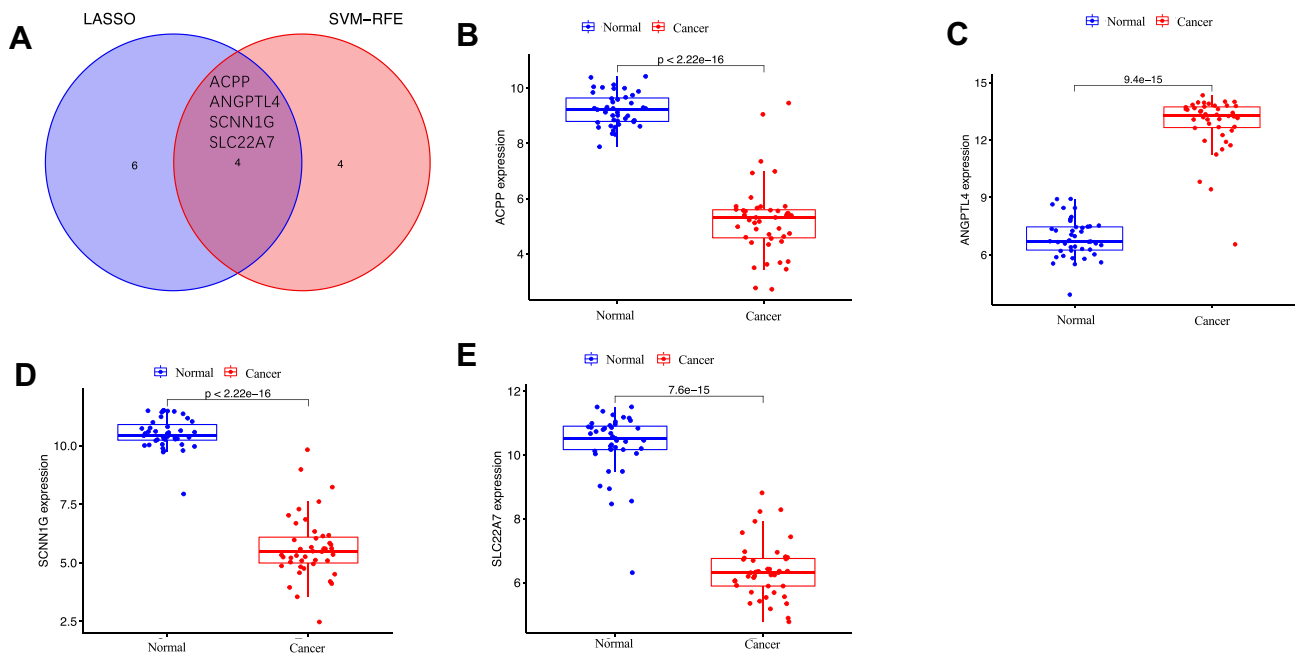 A
LASSO
SVM-RFE
ACPP
ANGPTL4
SCNN1G
SLC22A7
6
4
4
B
Normal
Cancer
p < 2.22e-16
10
8
6
4
ACPP expression
Normal
Cancer
C
Normal
Cancer
9.4e-15
15
12
9
6
ANGPTL4 expression
Normal
Cancer
D
Normal
Cancer
p < 2.22e-16
10.0
7.5
5.0
2.5
SCNN1G expression
Normal
Cancer
E
Normal
Cancer
7.6e-15
12
10
8
6
SLC22A7 expression
Normal
Cancer